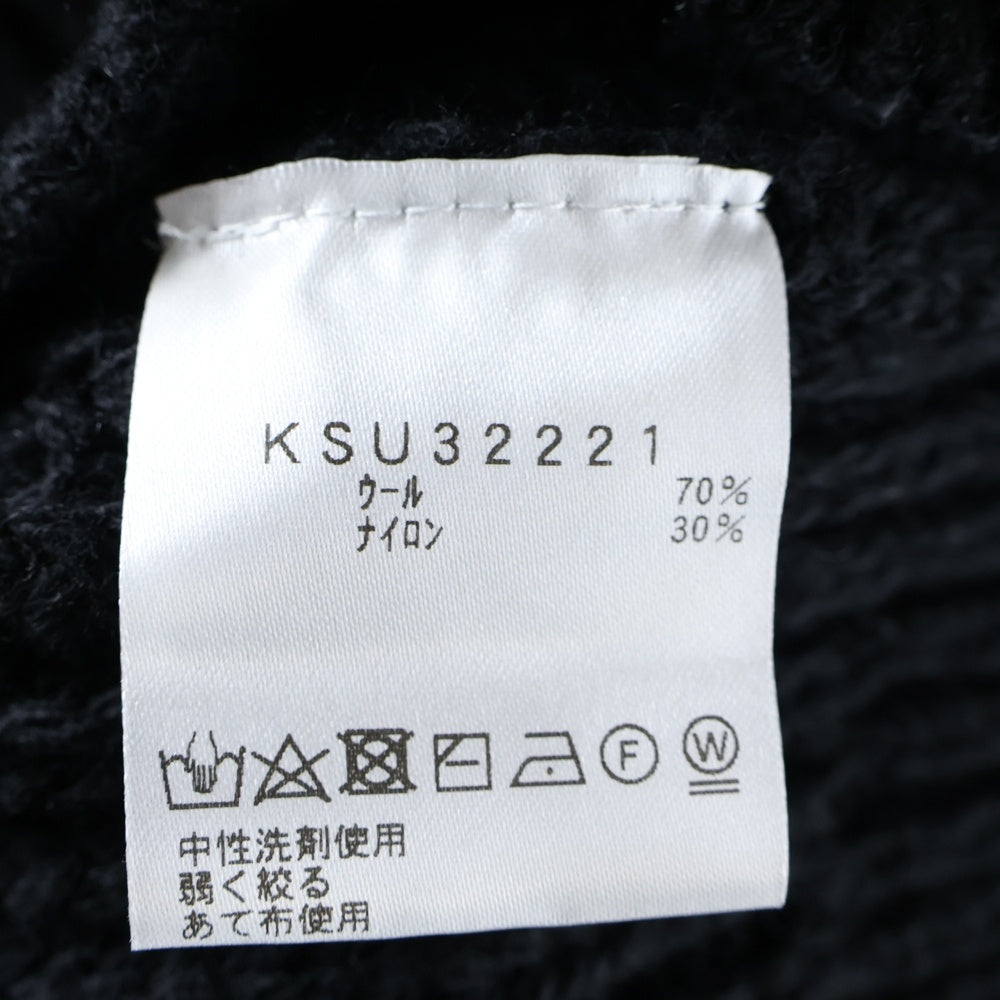 KSU32221
ウール 70%
ナイロン 30%
F W
中性洗剤使用
弱く絞る
あて布使用